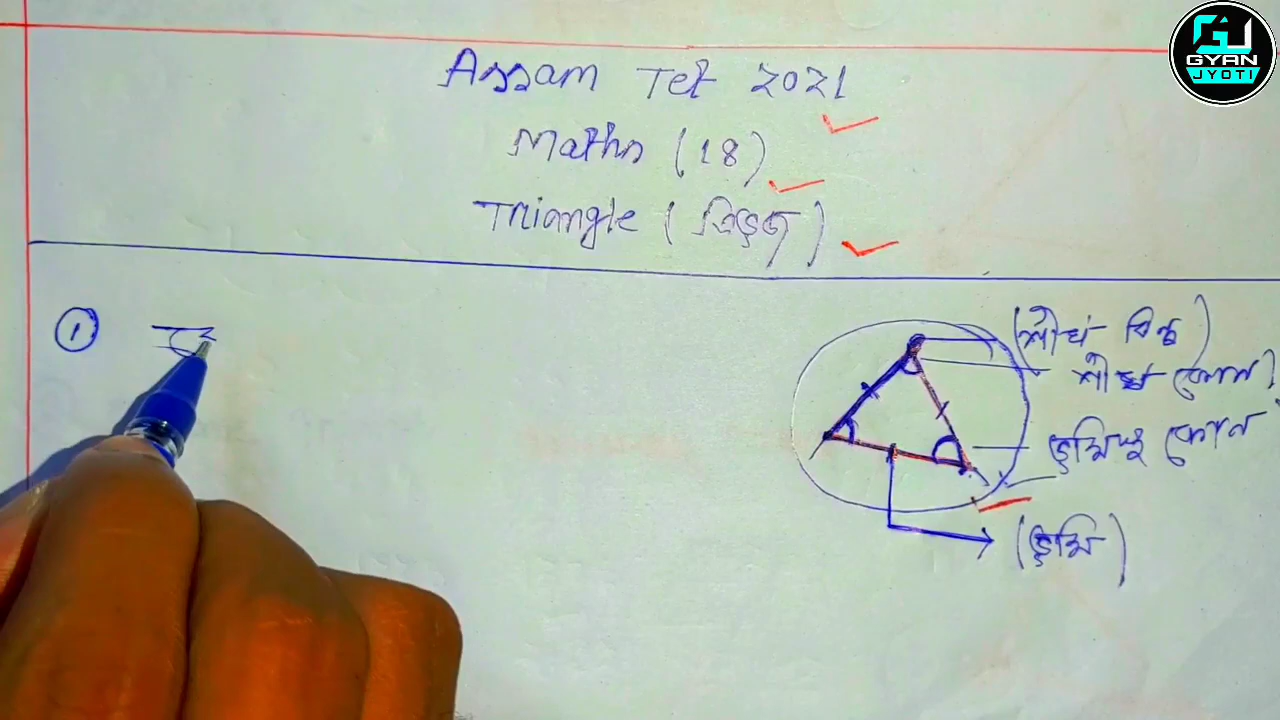 GYAN
JYOTI
Assam Tet 2021
Maths (18)
Triangle (ত্রিভুজ)
(শীৰ্ষ বিন্দু)
শীৰ্ষ কোন
ভূমিস্থ কোন
(ভূমি)
①